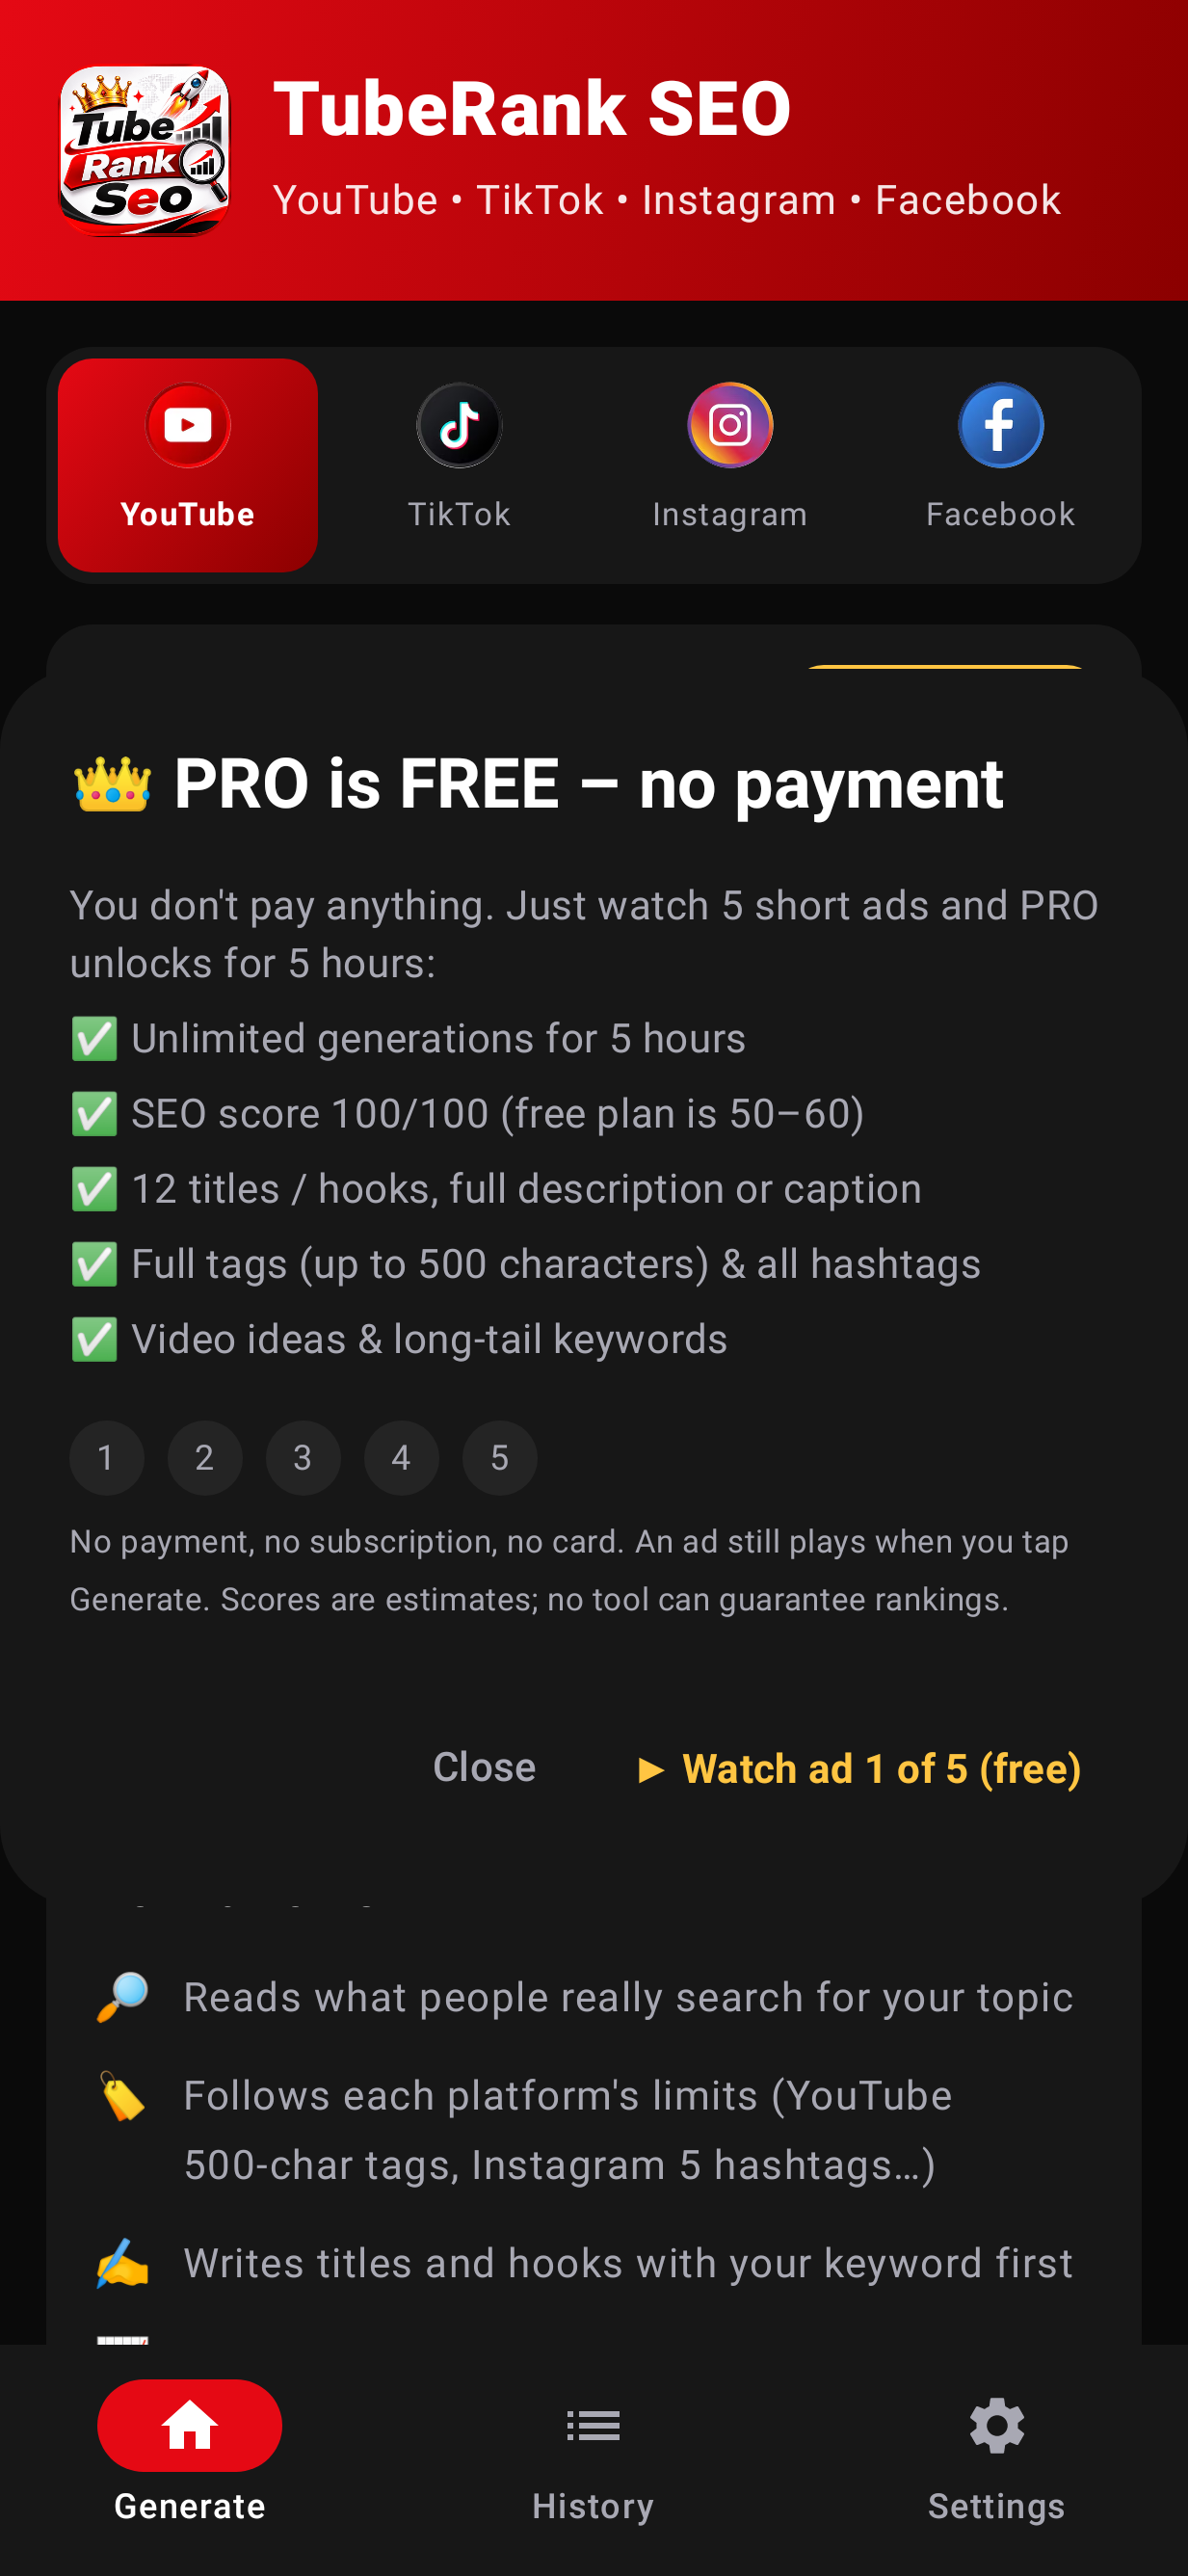 Tube
Rank
Seo
TubeRank SEO
YouTube • TikTok • Instagram • Facebook
YouTube
TikTok
Instagram
Facebook
👑 PRO is FREE – no payment
You don't pay anything. Just watch 5 short ads and PRO
unlocks for 5 hours:
✅ Unlimited generations for 5 hours
✅ SEO score 100/100 (free plan is 50–60)
✅ 12 titles / hooks, full description or caption
✅ Full tags (up to 500 characters) & all hashtags
✅ Video ideas & long-tail keywords
1 2 3 4 5
No payment, no subscription, no card. An ad still plays when you tap
Generate. Scores are estimates; no tool can guarantee rankings.
Close
► Watch ad 1 of 5 (free)
🔎 Reads what people really search for your topic
🏷️ Follows each platform's limits (YouTube
500-char tags, Instagram 5 hashtags…)
✍️ Writes titles and hooks with your keyword first
Generate
History
Settings